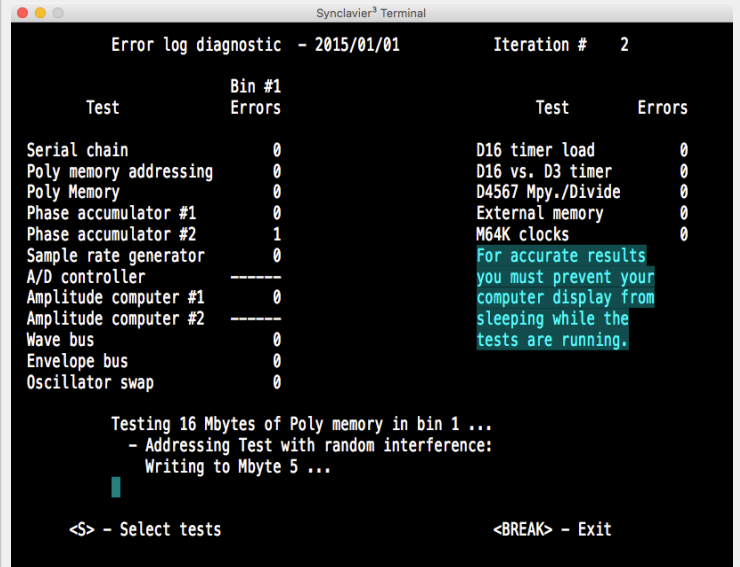 Synclavier³ Terminal
Error log diagnostic – 2015/01/01 Iteration # 2
Bin #1
Test Errors Test Errors
Serial chain 0 D16 timer load 0
Poly memory addressing 0 D16 vs. D3 timer 0
Poly Memory 0 D4567 Mpy./Divide 0
Phase accumulator #1 0 External memory 0
Phase accumulator #2 1 M64K clocks 0
Sample rate generator 0 For accurate results
A/D controller ------ you must prevent your
Amplitude computer #1 0 computer display from
Amplitude computer #2 ------ sleeping while the
Wave bus 0 tests are running.
Envelope bus 0
Oscillator swap 0
Testing 16 Mbytes of Poly memory in bin 1 ...
– Addressing Test with random interference:
Writing to Mbyte 5 ...
<S> – Select tests <BREAK> – Exit